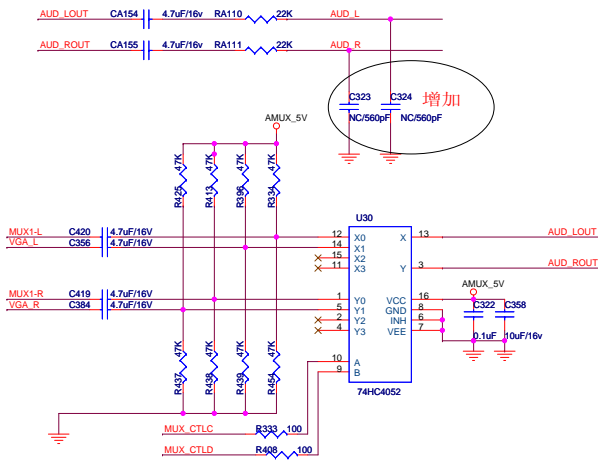 AUD_LOUT CA154 4.7uF/16v RA110 22K AUD_L
AUD_ROUT CA155 4.7uF/16v RA111 22K AUD_R
C323 C324 增加
NC/560pF NC/560pF
AMUX_5V
47K 47K 47K 47K
R425 R413 R396 R334
U30
MUX1-L C420 4.7uF/16V 12 X0 X 13 AUD_LOUT
VGA_L C356 4.7uF/16V 14 X1
15 X2
11 X3 Y 3 AUD_ROUT
AMUX_5V
MUX1-R C419 4.7uF/16V 1 Y0 VCC 16
VGA_R C384 4.7uF/16V 5 Y1 GND 8 C322 C358
2 Y2 INH 6
4 Y3 VEE 7 0.1uF 10uF/16v
47K 47K 47K 47K
R437 R438 R439 R454
10 A
9 B
74HC4052
MUX_CTLC R333 100
MUX_CTLD R408 100